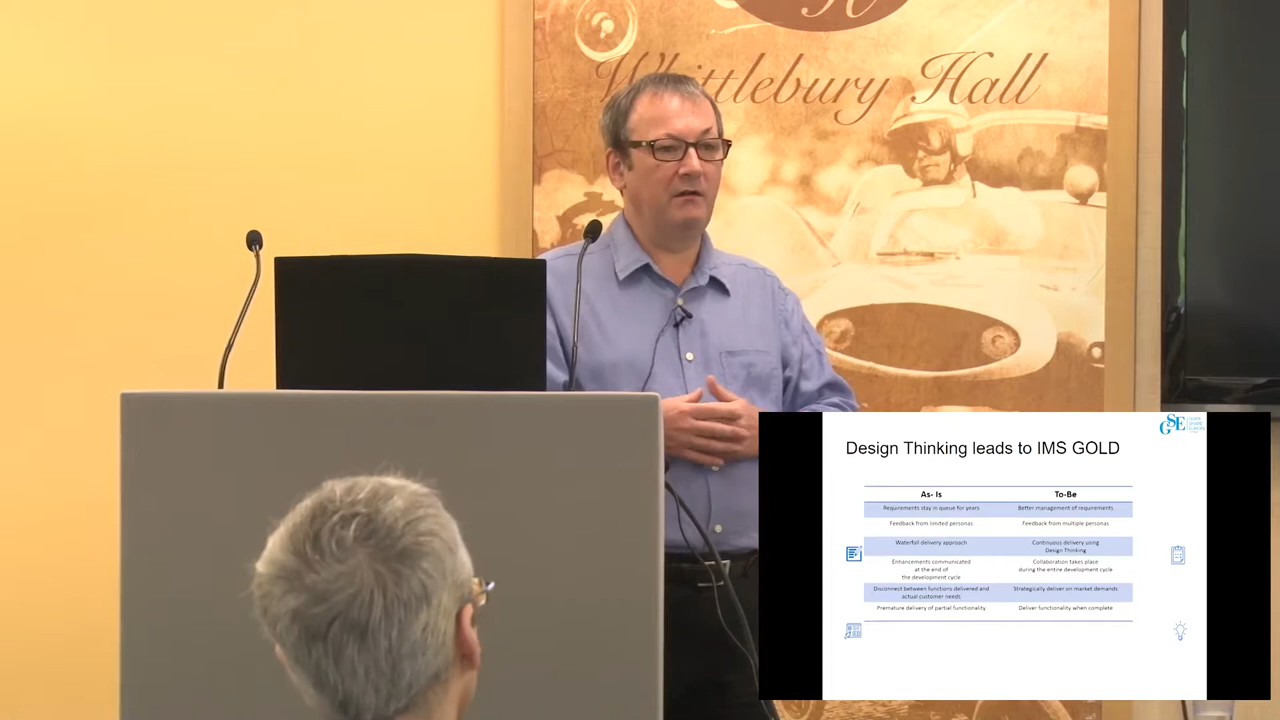 Whittlebury Hall
GSE
Design Thinking leads to IMS GOLD
As- Is
To-Be
Requirements stay in queue for years
Better management of requirements
Feedback from limited personas
Feedback from multiple personas
Waterfall delivery approach
Continuous delivery using
Design Thinking
Enhancements communicated
at the end of
the development cycle
Collaboration takes place
during the entire development cycle
Disconnect between functions delivered and
actual customer needs
Strategically deliver on market demands
Premature delivery of partial functionality
Deliver functionality when complete